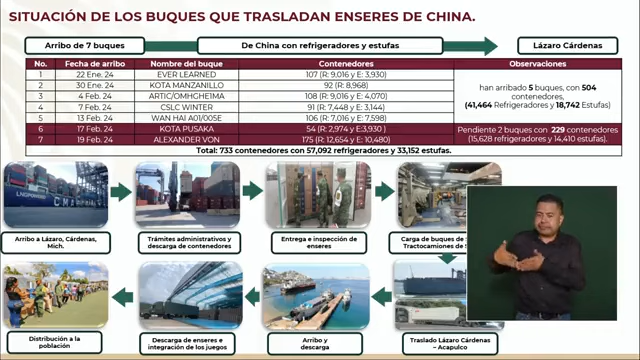 SITUACIÓN DE LOS BUQUES QUE TRASLADAN ENSERES DE CHINA.
Arribo de 7 buques
De China con refrigeradores y estufas
Lázaro Cárdenas
No. Fecha de arribo Nombre del buque Contenedores Observaciones
1 22 Ene. 24 EVER LEARNED 107 (R: 9,016 y E: 3,930)
2 30 Ene. 24 KOTA MANZANILLO 92 (R: 8,968)
3 4 Feb. 24 ARTIC/OMHGHE1MA 108 (R: 9,016 y E: 4,070)
4 7 Feb. 24 CSLC WINTER 91 (R: 7,448 y E: 3,144)
5 13 Feb. 24 WAN HAI A01/005E 106 (R: 7,016 y E: 7,598)
han arribado 5 buques, con 504
contenedores,
(41,464 Refrigeradores y 18,742 Estufas)
6 17 Feb. 24 KOTA PUSAKA 54 (R: 2,974 y E:3,930 )
7 19 Feb. 24 ALEXANDER VON 175 (R: 12,654 y E: 10,480)
Pendiente 2 buques con 229 contenedores
(15,628 refrigeradores y 14,410 estufas).
Total: 733 contenedores con 57,092 refrigeradores y 33,152 estufas.
CMA
Arribo a Lázaro, Cárdenas,
Mich.
Trámites administrativos y
descarga de contenedores
Entrega e inspección de
enseres
Carga de buques de
Tractocamiones de
Distribución a la
población
Descarga de enseres e
integración de los juegos
Arribo y
descarga
Traslado Lázaro Cárdenas
– Acapulco